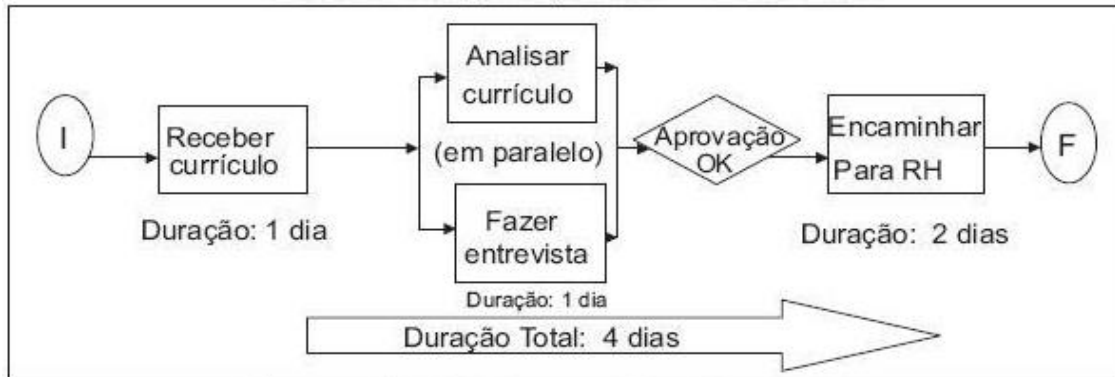 I
Receber
currículo
Duração: 1 dia
Analisar
currículo
(em paralelo)
Fazer
entrevista
Duração: 1 dia
Aprovação
OK
Encaminhar
Para RH
Duração: 2 dias
F
Duração Total: 4 dias